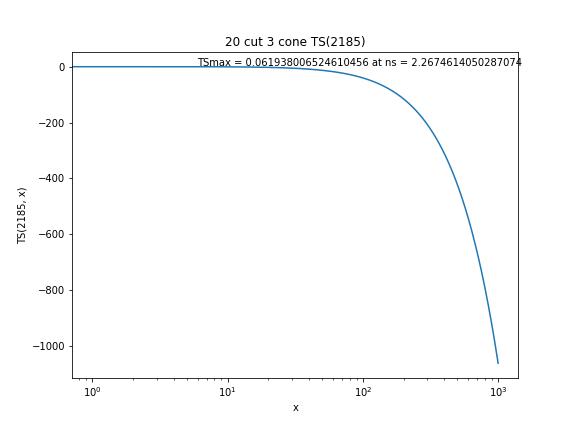 20 cut 3 cone TS(2185)
TSmax = 0.061938006524610456 at ns = 2.2674614050287074
0
−200
−400
−600
−800
−1000
TS(2185, x)
10⁰
10¹
10²
10³
x